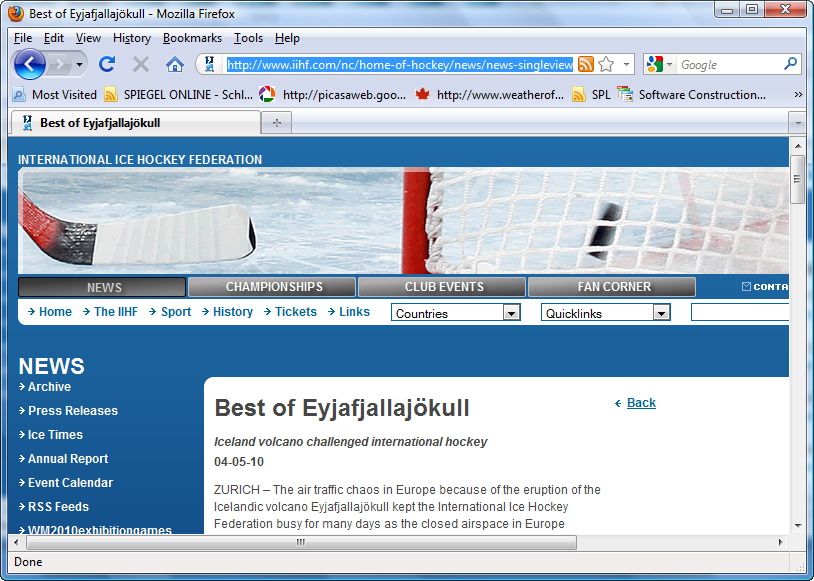 Best of Eyjafjallajökull - Mozilla Firefox
File Edit View History Bookmarks Tools Help
http://www.iihf.com/nc/home-of-hockey/news/news-singleview
Google
Most Visited SPIEGEL ONLINE - Schl... http://picasaweb.goo... http://www.weatherof... SPL Software Construction... »
Best of Eyjafjallajökull
INTERNATIONAL ICE HOCKEY FEDERATION
NEWS CHAMPIONSHIPS CLUB EVENTS FAN CORNER CONTA
Home The IIHF Sport History Tickets Links Countries Quicklinks
NEWS
Archive
Press Releases
Ice Times
Annual Report
Event Calendar
RSS Feeds
WM2010exhibitiongames
Best of Eyjafjallajökull
Back
Iceland volcano challenged international hockey
04-05-10
ZURICH – The air traffic chaos in Europe because of the eruption of the
Icelandic volcano Eyjafjallajökull kept the International Ice Hockey
Federation busy for many days as the closed airspace in Europe
Done